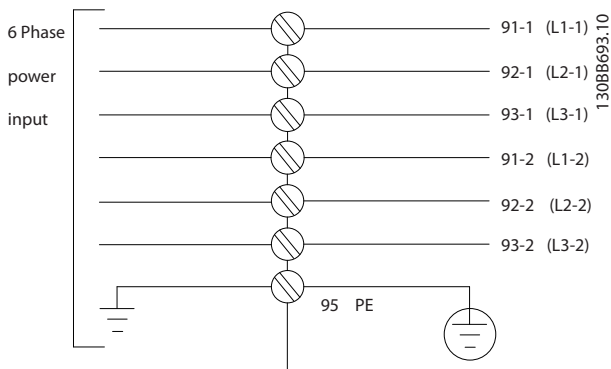 6 Phase
power
input
91-1 (L1-1)
92-1 (L2-1)
93-1 (L3-1)
91-2 (L1-2)
92-2 (L2-2)
93-2 (L3-2)
95 PE
130BB693.10